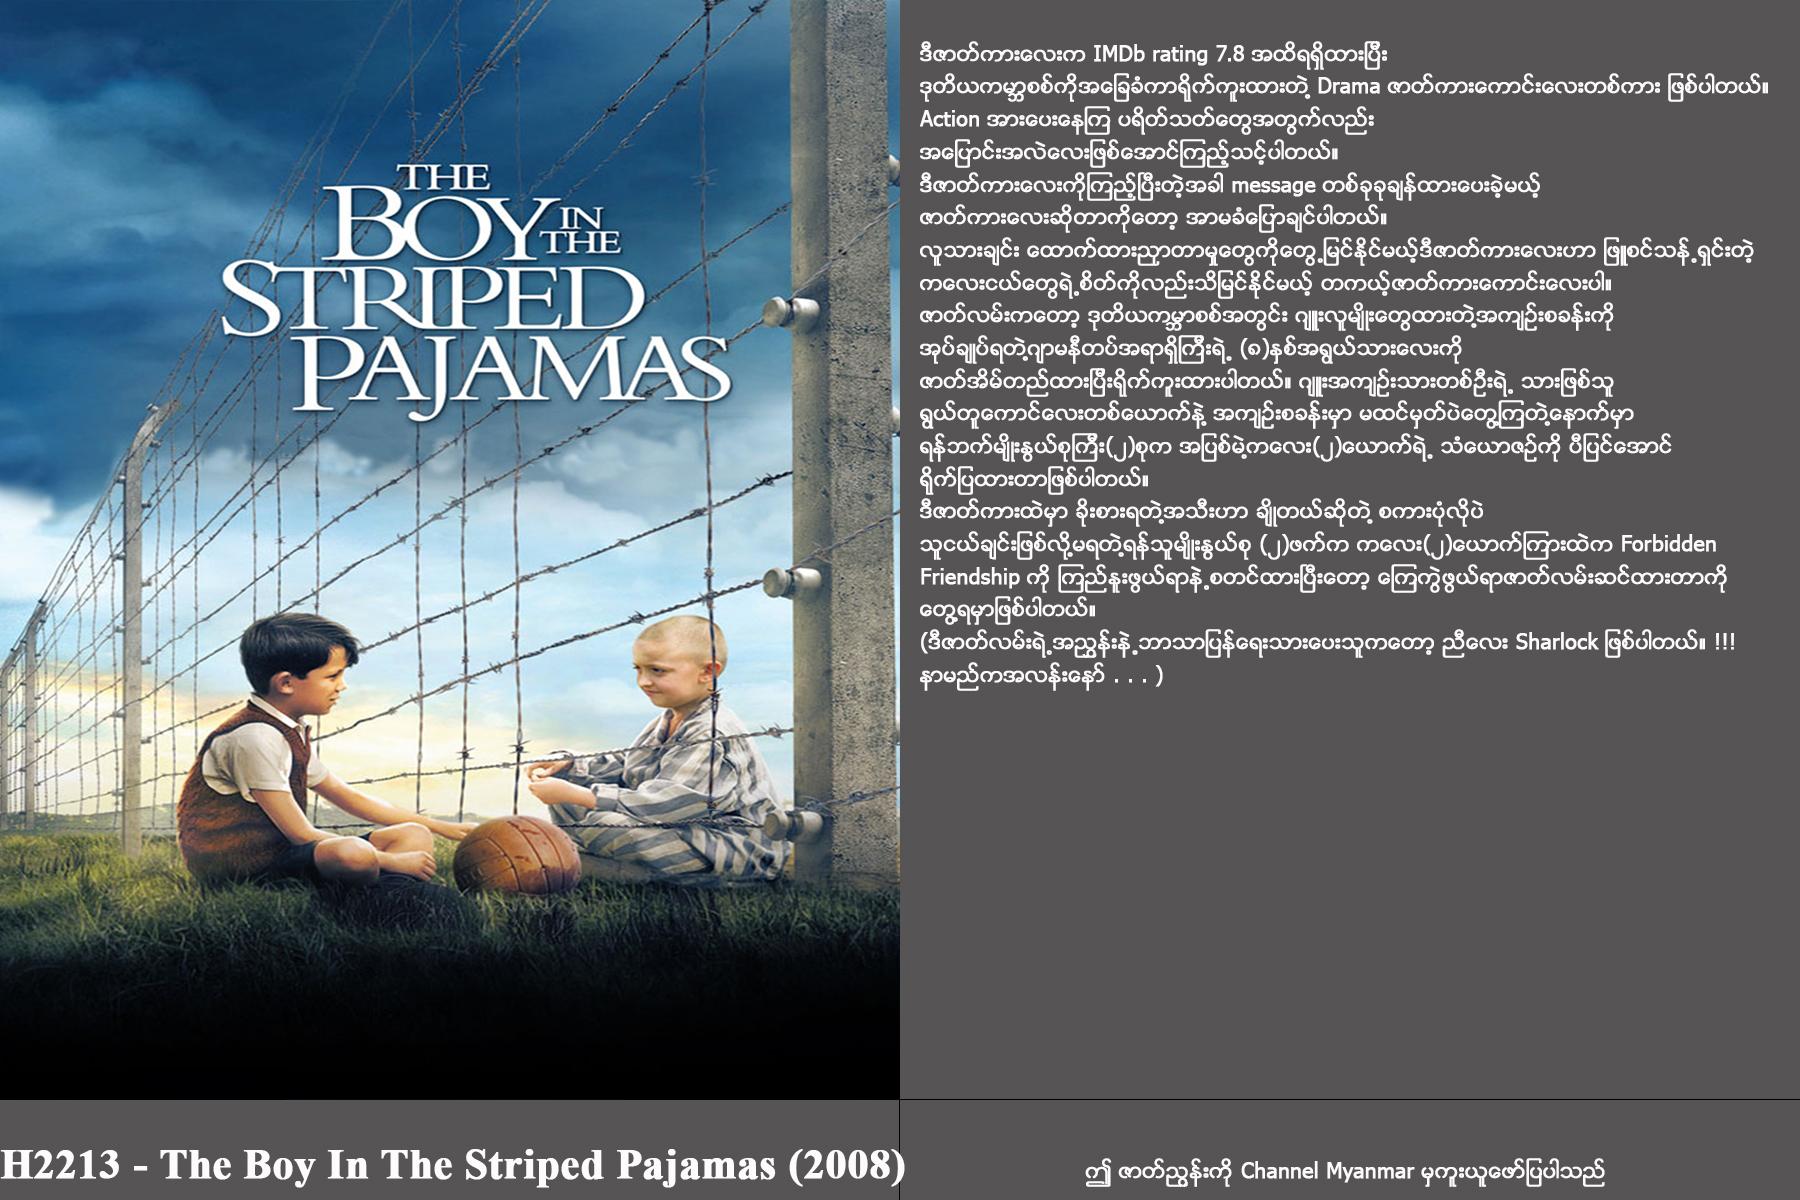 THE
BOY IN
THE
STRIPED
PAJAMAS
ဒီဇာတ်ကားလေးက IMDb rating 7.8 အထိရရှိထားပြီး
ဒုတိယကမ္ဘာစစ်ကိုအခြေခံကာရိုက်ကူးထားတဲ့ Drama ဇာတ်ကားကောင်းလေးတစ်ကား ဖြစ်ပါတယ်။
Action အားပေးနေကြ ပရိတ်သတ်တွေအတွက်လည်း
အပြောင်းအလဲလေးဖြစ်အောင်ကြည့်သင့်ပါတယ်။
ဒီဇာတ်ကားလေးကိုကြည့်ပြီးတဲ့အခါ message တစ်ခုခုချန်ထားပေးခဲ့မယ့်
ဇာတ်ကားလေးဆိုတာကိုတော့ အာမခံပြောချင်ပါတယ်။
လူသားချင်း ထောက်ထားညှာတာမှုတွေကိုတွေ့မြင်နိုင်မယ့်ဒီဇာတ်ကားလေးဟာ ဖြူစင်သန့်ရှင်းတဲ့
ကလေးငယ်တွေရဲ့စိတ်ကိုလည်းသိမြင်နိုင်မယ့် တကယ့်ဇာတ်ကားကောင်းလေးပါ။
ဇာတ်လမ်းကတော့ ဒုတိယကမ္ဘာစစ်အတွင်း ဂျူးလူမျိုးတွေထားတဲ့အကျဉ်းစခန်းကို
အုပ်ချုပ်ရတဲ့ဂျာမနီတပ်အရာရှိကြီးရဲ့ (၈)နှစ်အရွယ်သားလေးကို
ဇာတ်အိမ်တည်ထားပြီးရိုက်ကူးထားပါတယ်။ ဂျူးအကျဉ်းသားတစ်ဦးရဲ့ သားဖြစ်သူ
ရွယ်တူကောင်လေးတစ်ယောက်နဲ့ အကျဉ်းစခန်းမှာ မထင်မှတ်ပဲတွေ့ကြတဲ့နောက်မှာ
ရန်ဘက်မျိုးနွယ်စုကြီး(၂)စုက အပြစ်မဲ့ကလေး(၂)ယောက်ရဲ့ သံယောဇဉ်ကို ပီပြင်အောင်
ရိုက်ပြထားတာဖြစ်ပါတယ်။
ဒီဇာတ်ကားထဲမှာ ခိုးစားရတဲ့အသီးဟာ ချိုတယ်ဆိုတဲ့ စကားပုံလိုပဲ
သူငယ်ချင်းဖြစ်လို့မရတဲ့ရန်သူမျိုးနွယ်စု (၂)ဖက်က ကလေး(၂)ယောက်ကြားထဲက Forbidden
Friendship ကို ကြည်နူးဖွယ်ရာနဲ့စတင်ထားပြီးတော့ ကြေကွဲဖွယ်ရာဇာတ်လမ်းဆင်ထားတာကို
တွေ့ရမှာဖြစ်ပါတယ်။
(ဒီဇာတ်လမ်းရဲ့အညွှန်းနဲ့ဘာသာပြန်ရေးသားပေးသူကတော့ ညီလေး Sharlock ဖြစ်ပါတယ်။ !!!
နာမည်ကအလန်းနော် . . . )
H2213 - The Boy In The Striped Pajamas (2008)
ဤ ဇာတ်ညွှန်းကို Channel Myanmar မှကူးယူဖော်ပြပါသည်